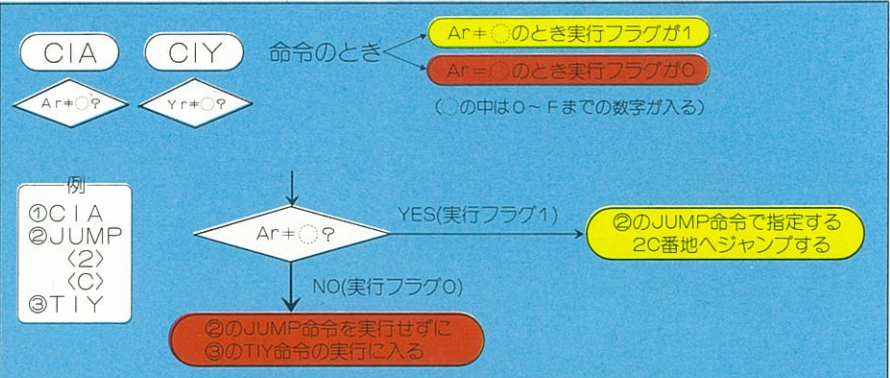 CIA
CIY
命令のとき
Ar≠◌のとき実行フラグが1
Ar=◌のとき実行フラグが0
Ar≠◌?
Yr≠◌?
(◌の中は0~Fまでの数字が入る)
例
①CIA
②JUMP
〈2〉
〈C〉
③TIY
Ar≠◌?
YES(実行フラグ1)
②のJUMP命令で指定する
2C番地へジャンプする
NO(実行フラグ0)
②のJUMP命令を実行せずに
③のTIY命令の実行に入る